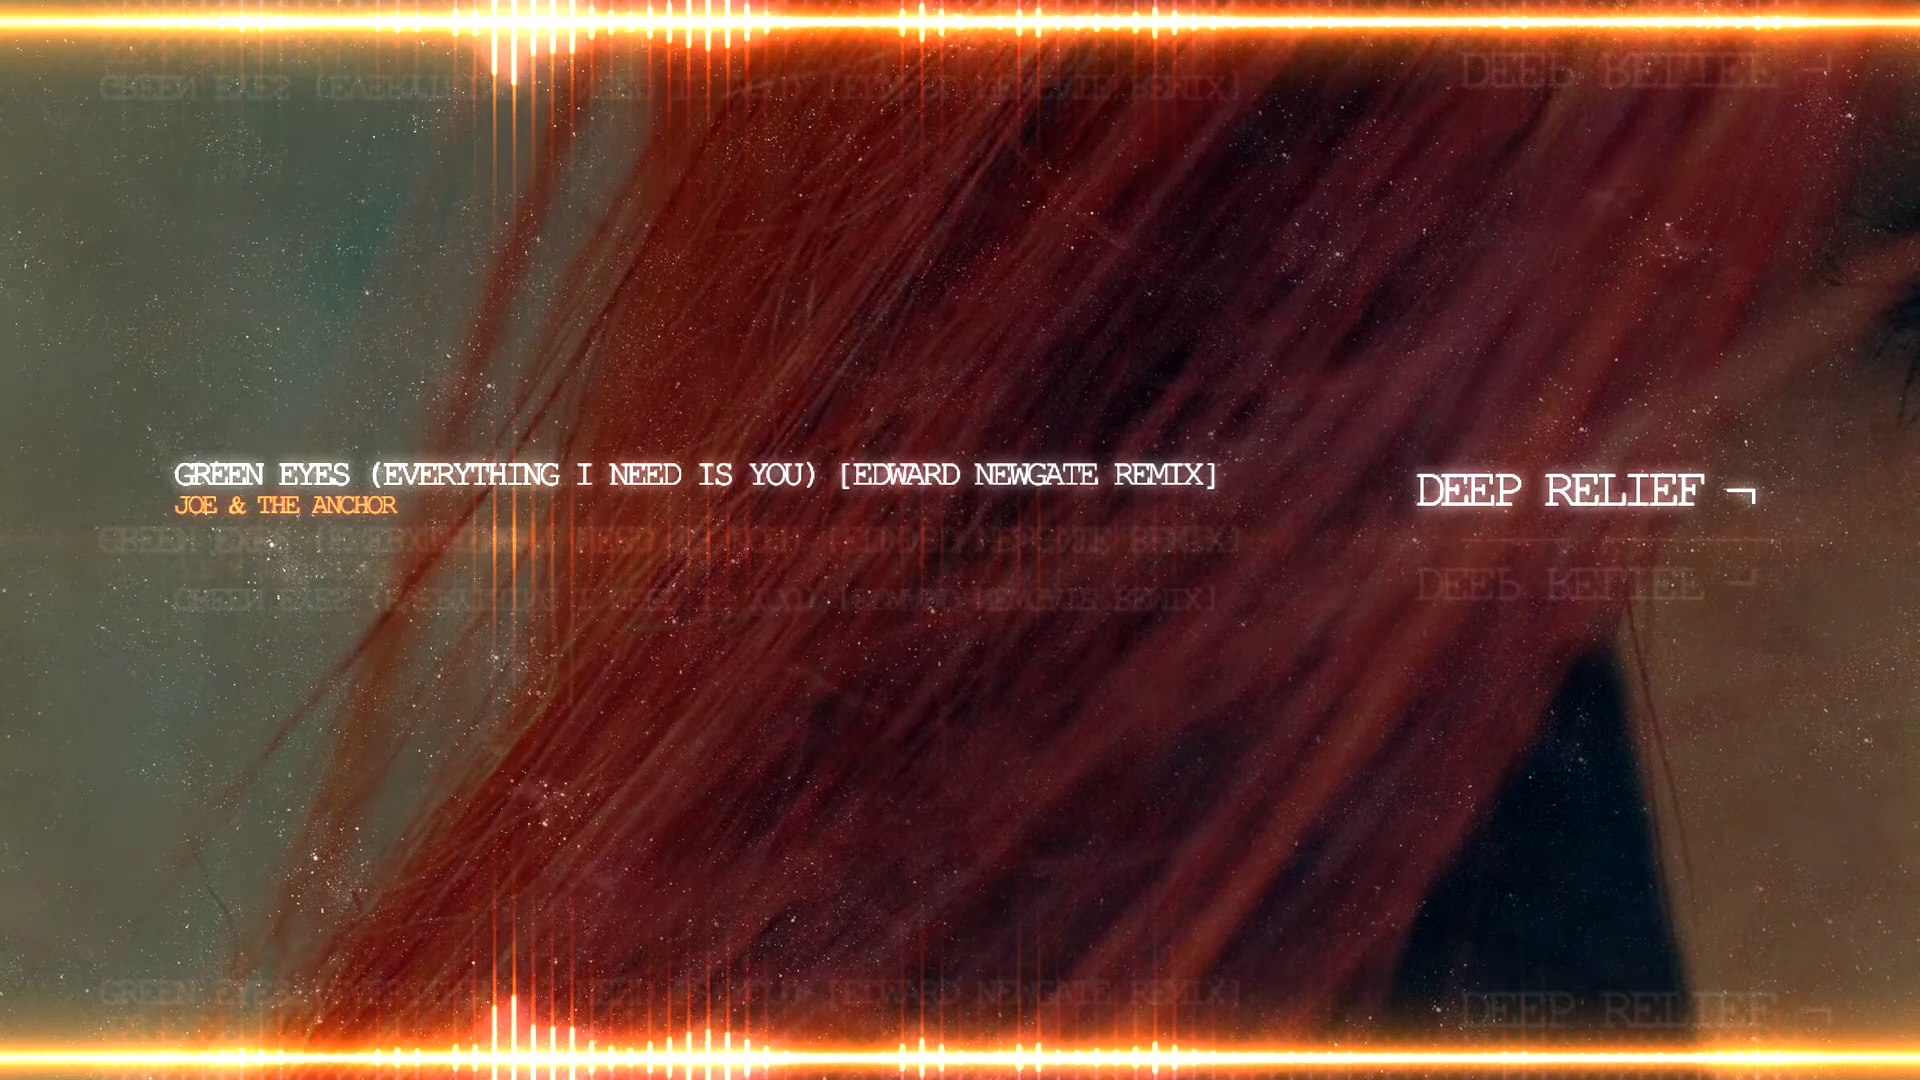 GREEN EYES (EVERYTHING I NEED IS YOU) [EDWARD NEWGATE REMIX]
JOE & THE ANCHOR
DEEP RELIEF ¬